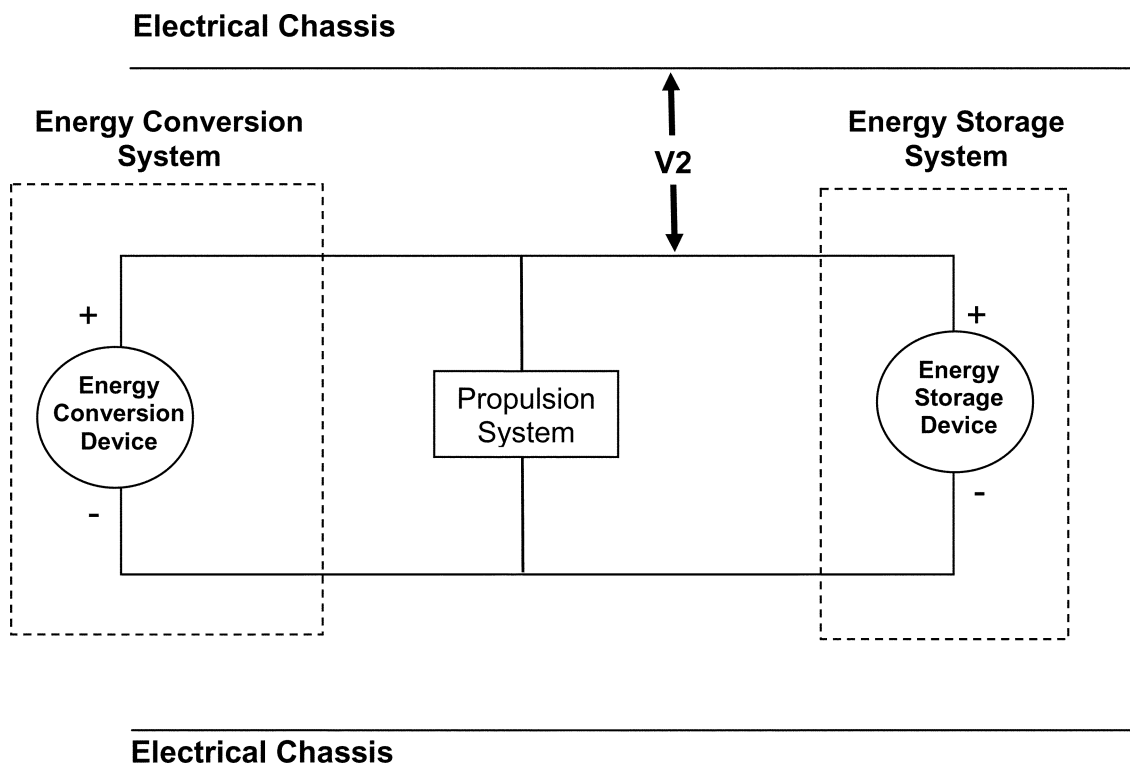 Electrical Chassis
Energy Conversion
System
Energy Storage
System
V2
+
+
Energy
Conversion
Device
Propulsion
System
Energy
Storage
Device
-
-
Electrical Chassis